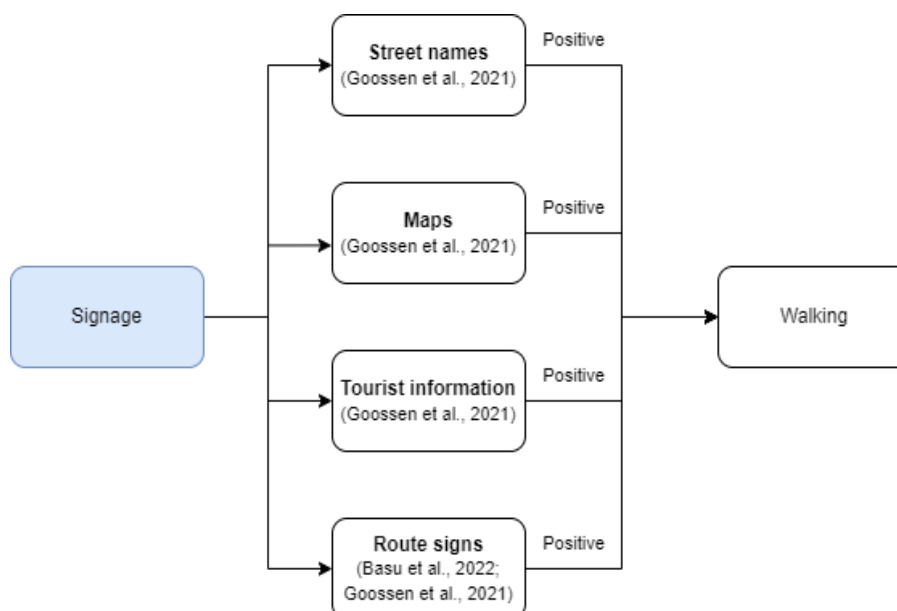 Street names
(Goossen et al., 2021)
Positive
Maps
(Goossen et al., 2021)
Positive
Signage
Walking
Tourist information
(Goossen et al., 2021)
Positive
Route signs
(Basu et al., 2022;
Goossen et al., 2021)
Positive